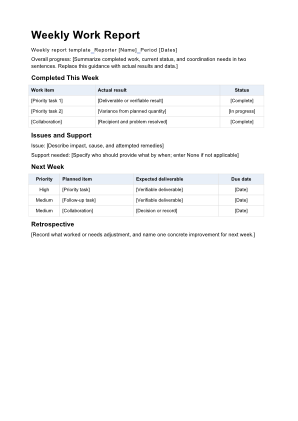 Weekly Work Report
Weekly report template_Reporter [Name]_Period [Dates]
Overall progress: [Summarize completed work, current status, and coordination needs in two
sentences. Replace this guidance with actual results and data.]
Completed This Week
Work item Actual result Status
[Priority task 1] [Deliverable or verifiable result] [Complete]
[Priority task 2] [Variance from planned quantity] [In progress]
[Collaboration] [Recipient and problem resolved] [Complete]
Issues and Support
Issue: [Describe impact, cause, and attempted remedies]
Support needed: [Specify who should provide what by when; enter None if not applicable]
Next Week
Priority Planned item Expected deliverable Due date
High [Priority task] [Verifiable deliverable] [Date]
Medium [Follow-up task] [Verifiable deliverable] [Date]
Medium [Collaboration] [Decision or record] [Date]
Retrospective
[Record what worked or needs adjustment, and name one concrete improvement for next week.]